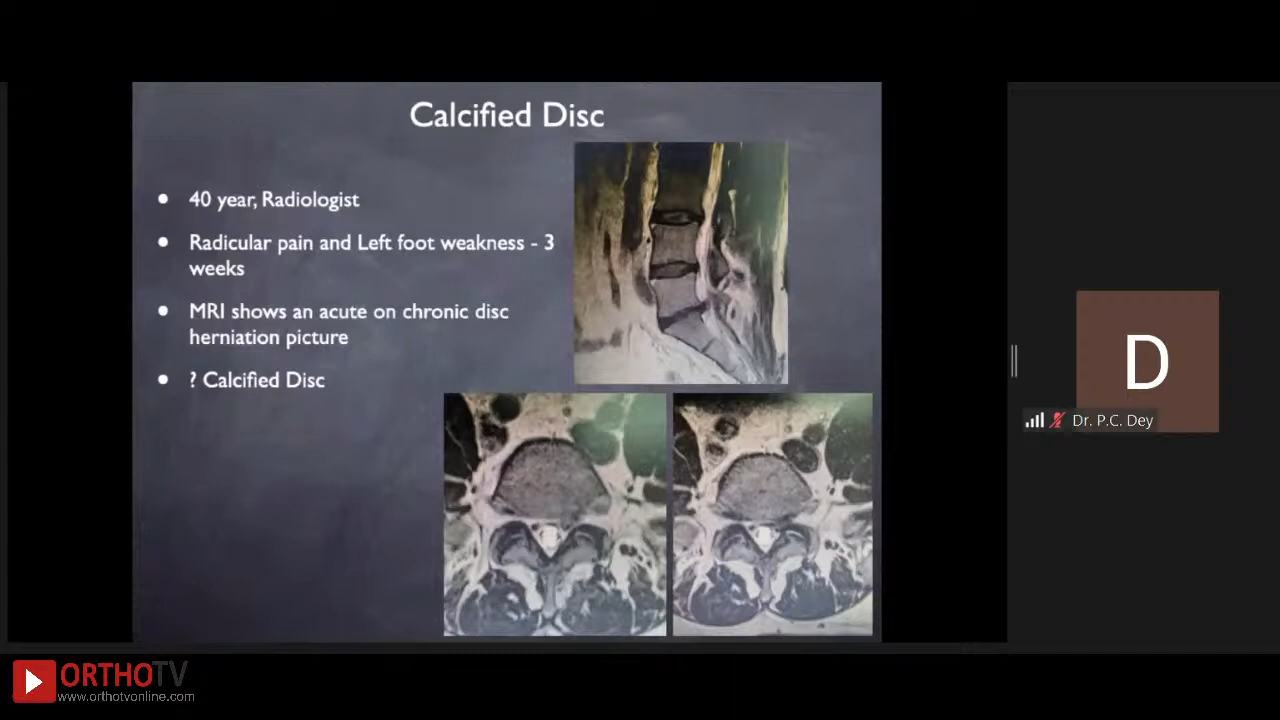 Calcified Disc
40 year, Radiologist
Radicular pain and Left foot weakness - 3
weeks
MRI shows an acute on chronic disc
herniation picture
? Calcified Disc
D
Dr. P.C. Dey
ORTHOTV
www.orthotvonline.com